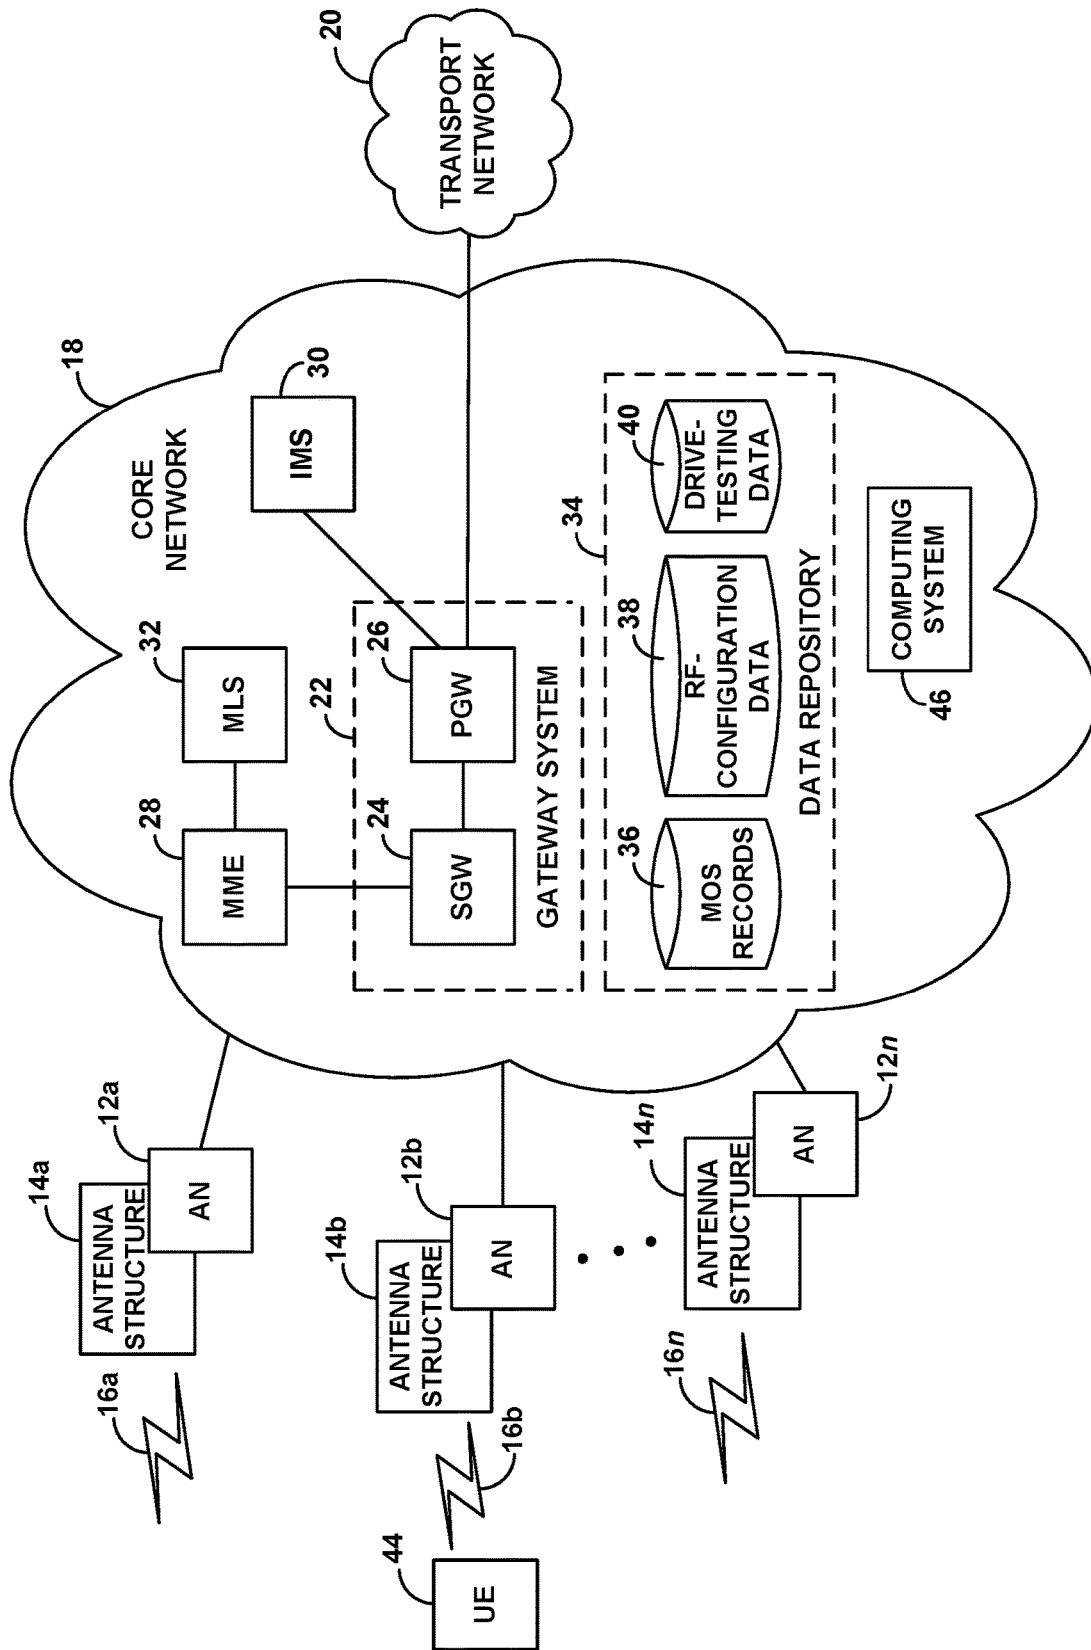 18
CORE
NETWORK
32
MLS
28
MME
30
IMS
20
TRANSPORT
NETWORK
22
26
PGW
24
SGW
GATEWAY SYSTEM
34
36
MOS
RECORDS
38
RF-
CONFIGURATION
DATA
40
DRIVE-
TESTING
DATA
DATA REPOSITORY
COMPUTING
SYSTEM
46
14a
12a
ANTENNA
STRUCTURE
AN
16a
14b
12b
ANTENNA
STRUCTURE
AN
16b
44
UE
14n
12n
ANTENNA
STRUCTURE
AN
16n